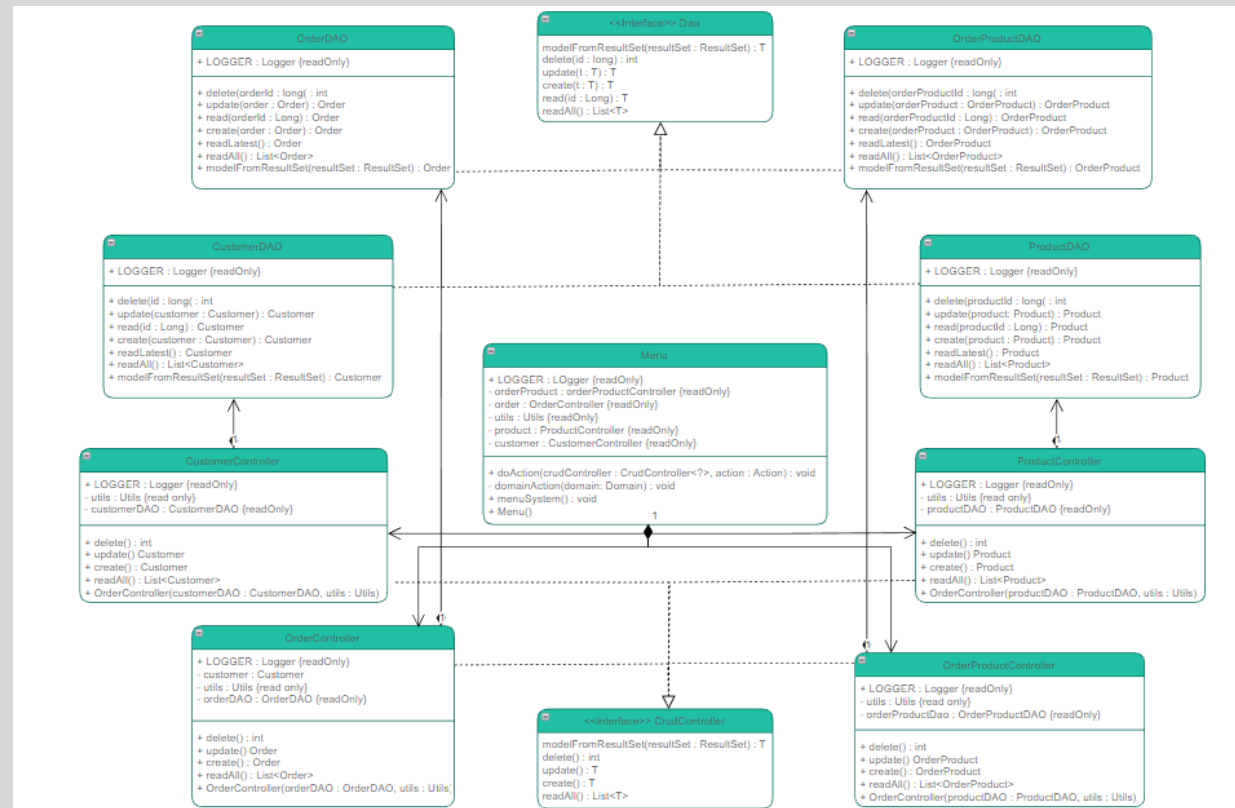 OrderDAO
+ LOGGER : Logger {readOnly}
+ delete(orderId : long( : int
+ update(order : Order) : Order
+ read(orderId : Long) : Order
+ create(order : Order) : Order
+ readLatest() : Order
+ readAll() : List<Order>
+ modelFromResultSet(resultSet : ResultSet) : Order
<<Interface>> Dao
modelFromResultSet(resultSet : ResultSet) : T
delete(id : long) : int
update(t : T) : T
create(t : T) : T
read(id : Long) : T
readAll() : List<T>
OrderProductDAO
+ LOGGER : Logger {readOnly}
+ delete(orderProductId : long( : int
+ update(orderProduct : OrderProduct) : OrderProduct
+ read(orderProductId : Long) : OrderProduct
+ create(orderProduct : OrderProduct) : OrderProduct
+ readLatest() : OrderProduct
+ readAll() : List<OrderProduct>
+ modelFromResultSet(resultSet : ResultSet) : OrderProduct
CustomerDAO
+ LOGGER : Logger {readOnly}
+ delete(id : long( : int
+ update(customer : Customer) : Customer
+ read(id : Long) : Customer
+ create(customer : Customer) : Customer
+ readLatest() : Customer
+ readAll() : List<Customer>
+ modelFromResultSet(resultSet : ResultSet) : Customer
ProductDAO
+ LOGGER : Logger {readOnly}
+ delete(productId : long( : int
+ update(product: Product) : Product
+ read(productId : Long) : Product
+ create(product : Product) : Product
+ readLatest() : Product
+ readAll() : List<Product>
+ modelFromResultSet(resultSet : ResultSet) : Product
Menu
+ LOGGER : LOgger {readOnly}
- orderProduct : orderProductController {readOnly}
- order : OrderController {readOnly}
- utils : Utils {readOnly}
- product : ProductController {readOnly}
- customer : CustomerController {readOnly}
+ doAction(crudController : CrudController<?>, action : Action) : void
- domainAction(domain: Domain) : void
+ menuSystem() : void
+ Menu()
1
1
CustomerController
+ LOGGER : Logger {readOnly}
- utils : Utils {read only}
- customerDAO : CustomerDAO {readOnly}
+ delete() : int
+ update() Customer
+ create() : Customer
+ readAll() : List<Customer>
+ OrderController(customerDAO : CustomerDAO, utils : Utils)
1
ProductController
+ LOGGER : Logger {readOnly}
- utils : Utils {read only}
- productDAO : ProductDAO {readOnly}
+ delete() : int
+ update() Product
+ create() : Product
+ readAll() : List<Product>
+ OrderController(productDAO : ProductDAO, utils : Utils)
1
OrderController
+ LOGGER : Logger {readOnly}
- customer : Customer
- utils : Utils {read only}
- orderDAO : OrderDAO {readOnly}
+ delete() : int
+ update() Order
+ create() : Order
+ readAll() : List<Order>
+ OrderController(orderDAO : OrderDAO, utils : Utils)
<<Interface>> CrudController
modelFromResultSet(resultSet : ResultSet) : T
delete() : int
update() : T
create() : T
readAll() : List<T>
1
OrderProductController
+ LOGGER : Logger {readOnly}
- utils : Utils {read only}
- orderProductDao : OrderProductDAO {readOnly}
+ delete() : int
+ update() OrderProduct
+ create() : OrderProduct
+ readAll() : List<OrderProduct>
+ OrderController(productDAO : ProductDAO, utils : Utils)